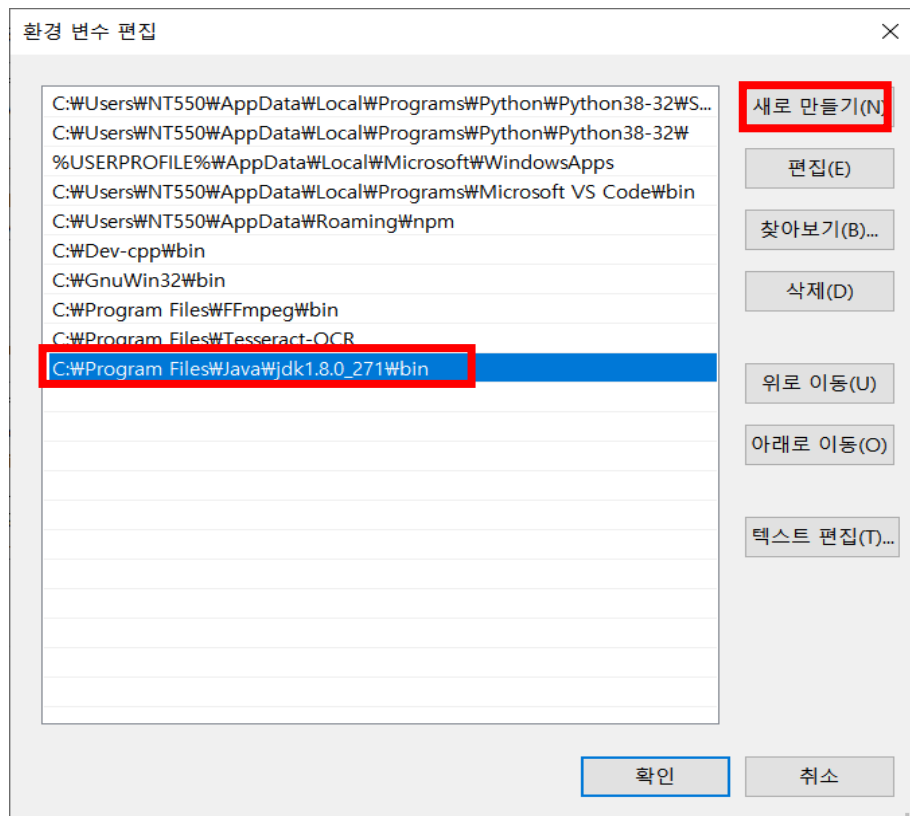 환경 변수 편집
C:₩Users₩NT550₩AppData₩Local₩Programs₩Python₩Python38-32₩S...
C:₩Users₩NT550₩AppData₩Local₩Programs₩Python₩Python38-32₩
%USERPROFILE%₩AppData₩Local₩Microsoft₩WindowsApps
C:₩Users₩NT550₩AppData₩Local₩Programs₩Microsoft VS Code₩bin
C:₩Users₩NT550₩AppData₩Roaming₩npm
C:₩Dev-cpp₩bin
C:₩GnuWin32₩bin
C:₩Program Files₩FFmpeg₩bin
C:₩Program Files₩Tesseract-OCR
C:₩Program Files₩Java₩jdk1.8.0_271₩bin
새로 만들기(N)
편집(E)
찾아보기(B)...
삭제(D)
위로 이동(U)
아래로 이동(O)
텍스트 편집(T)...
확인
취소